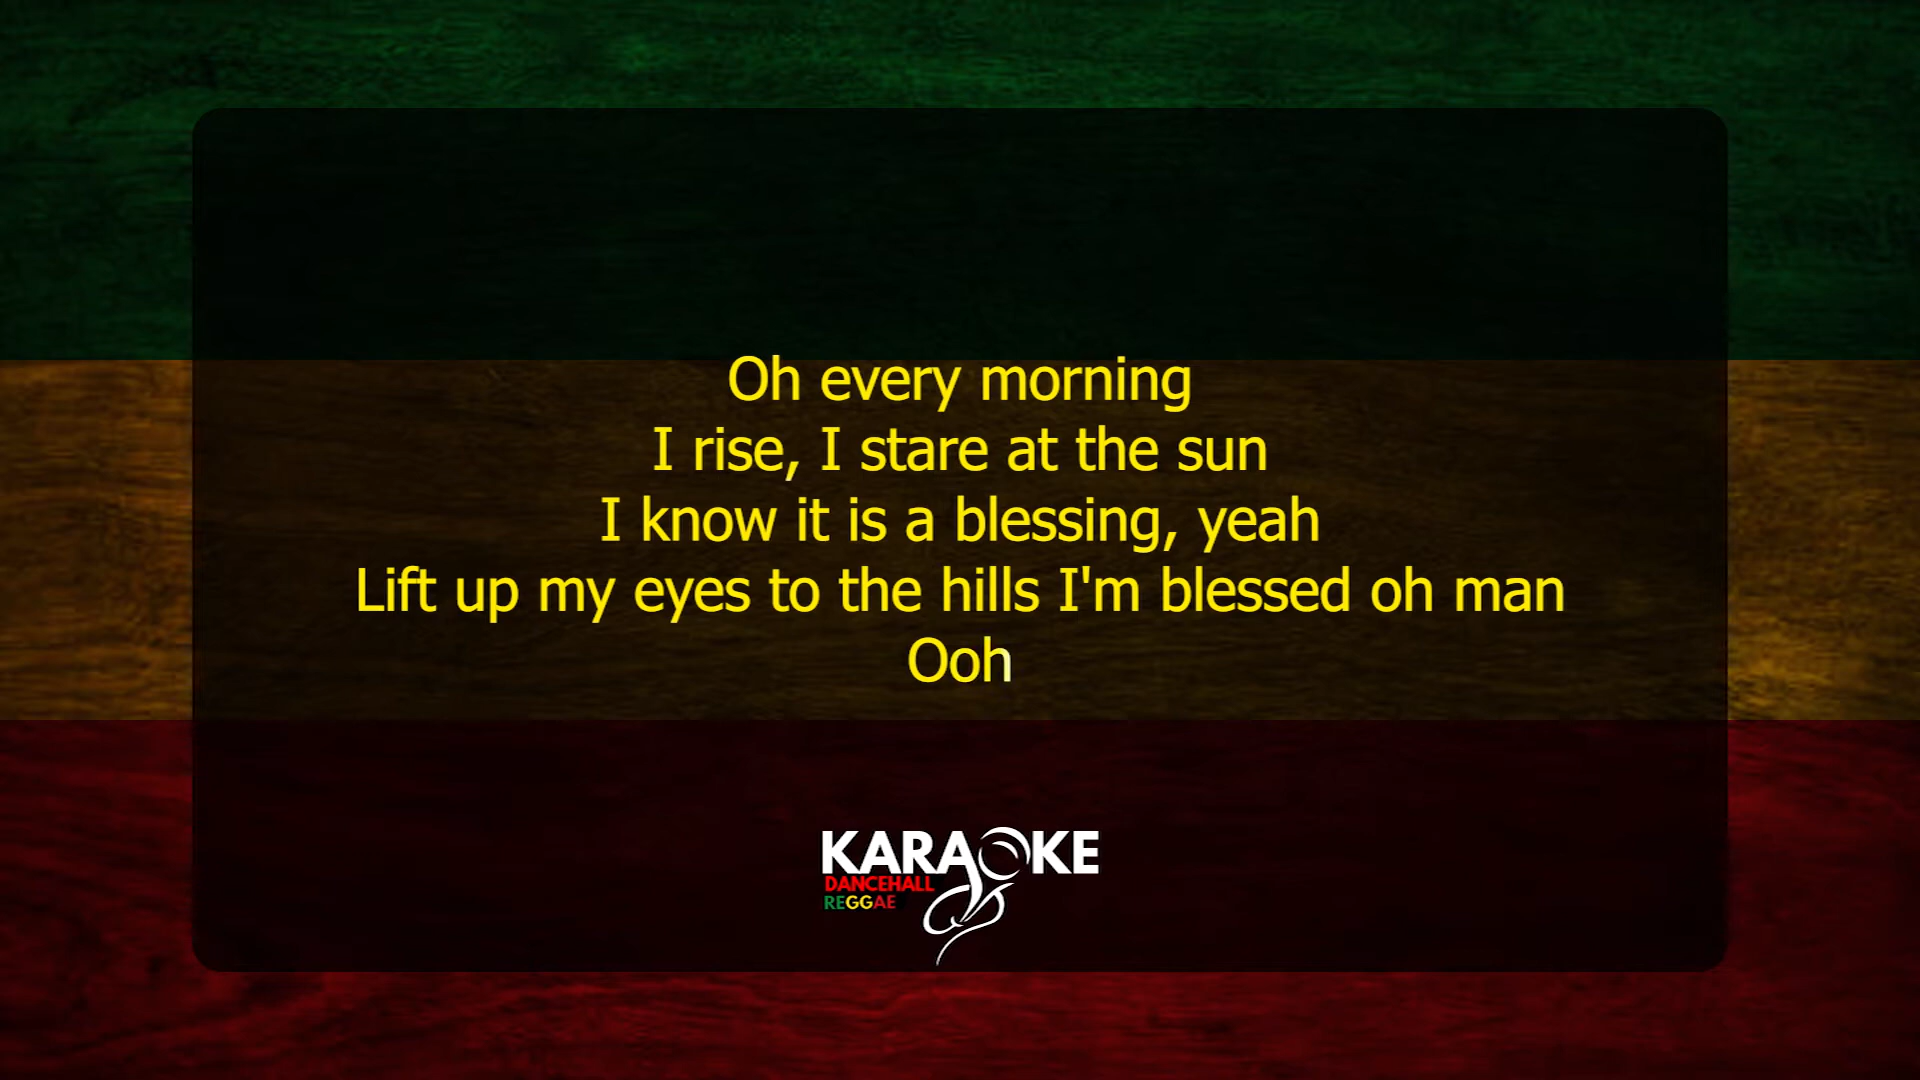 Oh every morning
I rise, I stare at the sun
I know it is a blessing, yeah
Lift up my eyes to the hills I'm blessed oh man
Ooh
KARAOKE
DANCEHALL
REGGAE